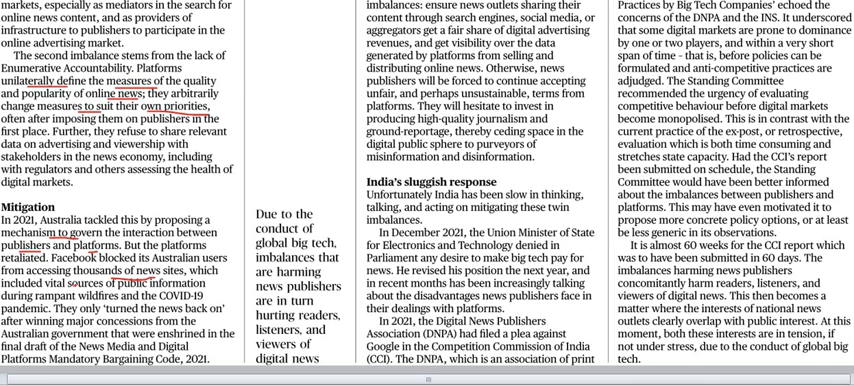 markets, especially as mediators in the search for
online news content, and as providers of
infrastructure to publishers to participate in the
online advertising market.
The second imbalance stems from the lack of
Enumerative Accountability. Platforms
unilaterally define the measures of the quality
and popularity of online news; they arbitrarily
change measures to suit their own priorities,
often after imposing them on publishers in the
first place. Further, they refuse to share relevant
data on advertising and viewership with
stakeholders in the news economy, including
with regulators and others assessing the health of
digital markets.
Mitigation
In 2021, Australia tackled this by proposing a
mechanism to govern the interaction between
publishers and platforms. But the platforms
retaliated. Facebook blocked its Australian users
from accessing thousands of news sites, which
included vital sources of public information
during rampant wildfires and the COVID-19
pandemic. They only ‘turned the news back on’
after winning major concessions from the
Australian government that were enshrined in the
final draft of the News Media and Digital
Platforms Mandatory Bargaining Code, 2021.
Due to the
conduct of
global big tech,
imbalances that
are harming
news publishers
are in turn
hurting readers,
listeners, and
viewers of
digital news
imbalances: ensure news outlets sharing their
content through search engines, social media, or
aggregators get a fair share of digital advertising
revenues, and get visibility over the data
generated by platforms from selling and
distributing online news. Otherwise, news
publishers will be forced to continue accepting
unfair, and perhaps unsustainable, terms from
platforms. They will hesitate to invest in
producing high-quality journalism and
ground-reportage, thereby ceding space in the
digital public sphere to purveyors of
misinformation and disinformation.
India’s sluggish response
Unfortunately India has been slow in thinking,
talking, and acting on mitigating these twin
imbalances.
In December 2021, the Union Minister of State
for Electronics and Technology denied in
Parliament any desire to make big tech pay for
news. He revised his position the next year, and
in recent months has been increasingly talking
about the disadvantages news publishers face in
their dealings with platforms.
In 2021, the Digital News Publishers
Association (DNPA) had filed a plea against
Google in the Competition Commission of India
(CCI). The DNPA, which is an association of print
Practices by Big Tech Companies’ echoed the
concerns of the DNPA and the INS. It underscored
that some digital markets are prone to dominance
by one or two players, and within a very short
span of time – that is, before policies can be
formulated and anti-competitive practices are
adjudged. The Standing Committee
recommended the urgency of evaluating
competitive behaviour before digital markets
become monopolised. This is in contrast with the
current practice of the ex-post, or retrospective,
evaluation which is both time consuming and
stretches state capacity. Had the CCI’s report
been submitted on schedule, the Standing
Committee would have been better informed
about the imbalances between publishers and
platforms. This may have even motivated it to
propose more concrete policy options, or at least
be less generic in its observations.
It is almost 60 weeks for the CCI report which
was to have been submitted in 60 days. The
imbalances harming news publishers
concomitantly harm readers, listeners, and
viewers of digital news. This then becomes a
matter where the interests of national news
outlets clearly overlap with public interest. At this
moment, both these interests are in tension, if
not under stress, due to the conduct of global big
tech.